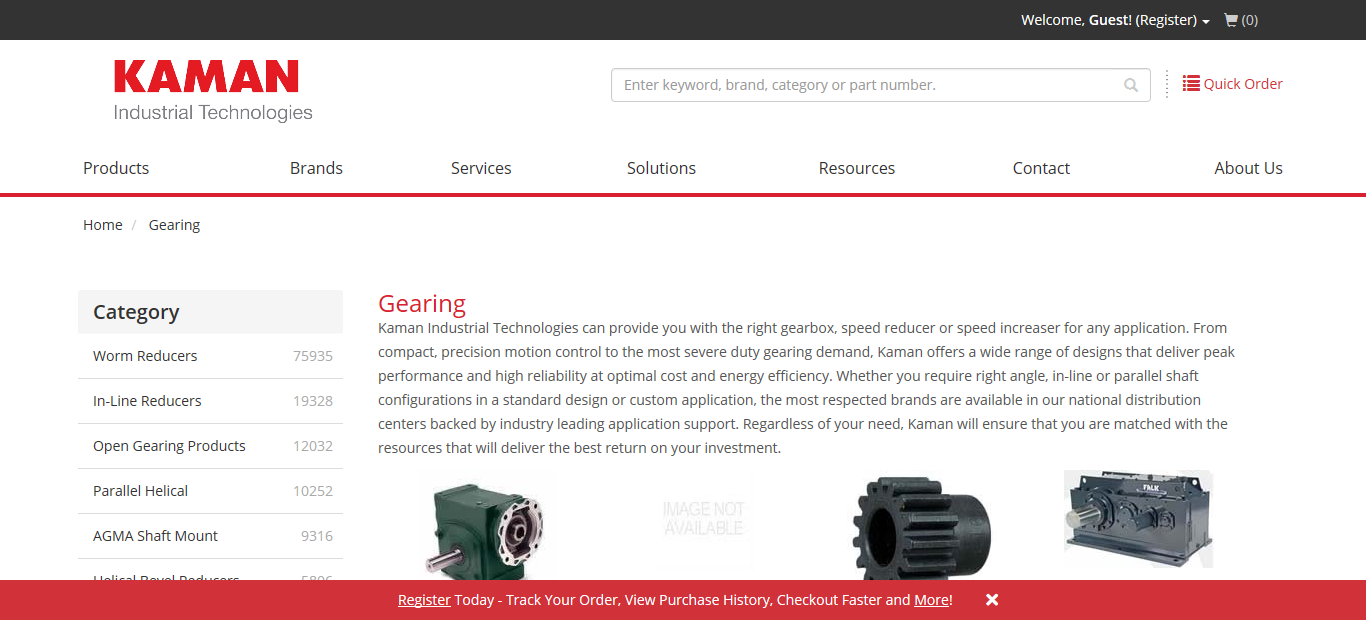 Welcome, Guest! (Register) (0)
KAMAN
Industrial Technologies
Enter keyword, brand, category or part number.
Quick Order
Products Brands Services Solutions Resources Contact About Us
Home / Gearing
Category
Worm Reducers 75935
In-Line Reducers 19328
Open Gearing Products 12032
Parallel Helical 10252
AGMA Shaft Mount 9316
Helical Bevel Reducers 5806
Gearing
Kaman Industrial Technologies can provide you with the right gearbox, speed reducer or speed increaser for any application. From
compact, precision motion control to the most severe duty gearing demand, Kaman offers a wide range of designs that deliver peak
performance and high reliability at optimal cost and energy efficiency. Whether you require right angle, in-line or parallel shaft
configurations in a standard design or custom application, the most respected brands are available in our national distribution
centers backed by industry leading application support. Regardless of your need, Kaman will ensure that you are matched with the
resources that will deliver the best return on your investment.
IMAGE NOT
AVAILABLE
FALK
Register Today - Track Your Order, View Purchase History, Checkout Faster and More!